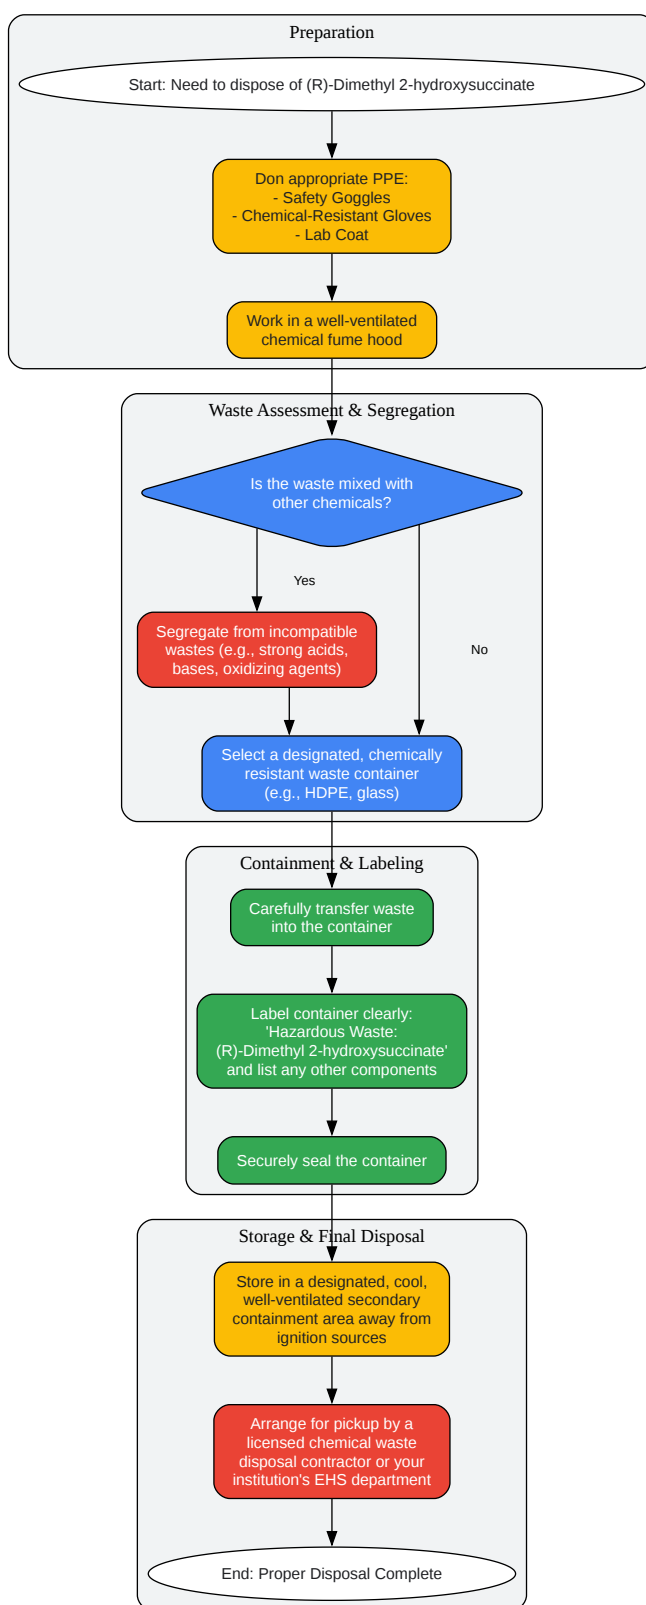 Preparation
Start: Need to dispose of (R)-Dimethyl 2-hydroxysuccinate
Don appropriate PPE:
- Safety Goggles
- Chemical-Resistant Gloves
- Lab Coat
Work in a well-ventilated
chemical fume hood
Waste Assessment & Segregation
Is the waste mixed with
other chemicals?
Yes
Segregate from incompatible
wastes (e.g., strong acids,
bases, oxidizing agents)
No
Select a designated, chemically
resistant waste container
(e.g., HDPE, glass)
Containment & Labeling
Carefully transfer waste
into the container
Label container clearly:
'Hazardous Waste:
(R)-Dimethyl 2-hydroxysuccinate'
and list any other components
Securely seal the container
Storage & Final Disposal
Store in a designated, cool,
well-ventilated secondary
containment area away from
ignition sources
Arrange for pickup by a
licensed chemical waste
disposal contractor or your
institution's EHS department
End: Proper Disposal Complete